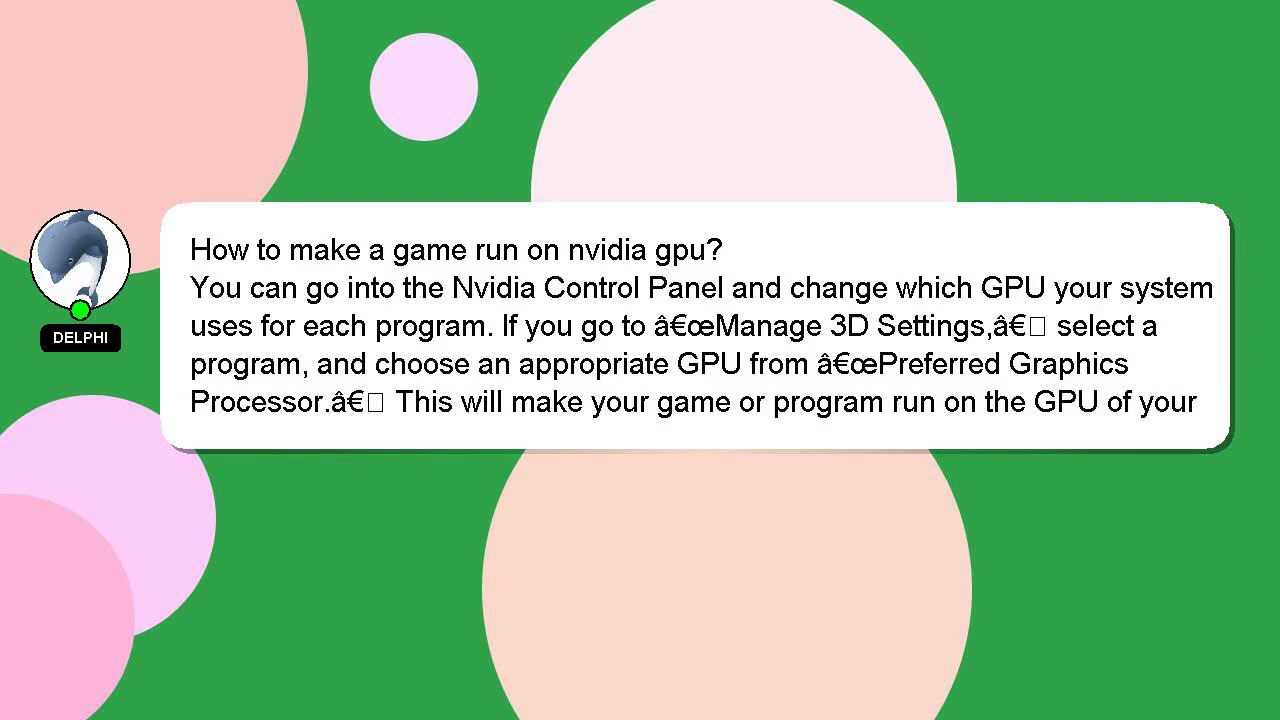 How to make a game run on nvidia gpu?
You can go into the Nvidia Control Panel and change which GPU your system
uses for each program. If you go to â€œManage 3D Settings,â€□ select a
program, and choose an appropriate GPU from â€œPreferred Graphics
Processor.â€□ This will make your game or program run on the GPU of your
DELPHI